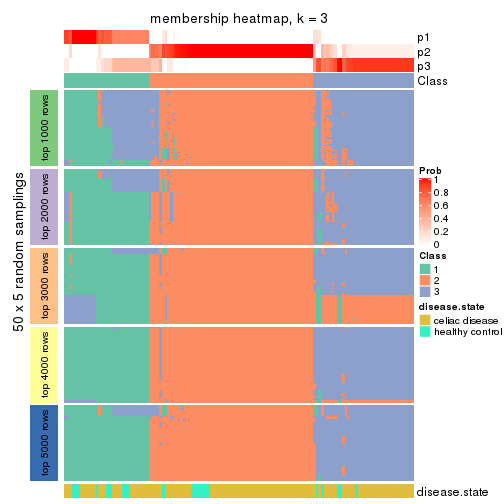 membership heatmap, k = 3
p1
p2
p3
Class
50 x 5 random samplings
top 1000 rows
top 2000 rows
top 3000 rows
top 4000 rows
top 5000 rows
Prob
1
0.8
0.6
0.4
0.2
0
Class
1
2
3
disease.state
celiac disease
healthy control
disease.state